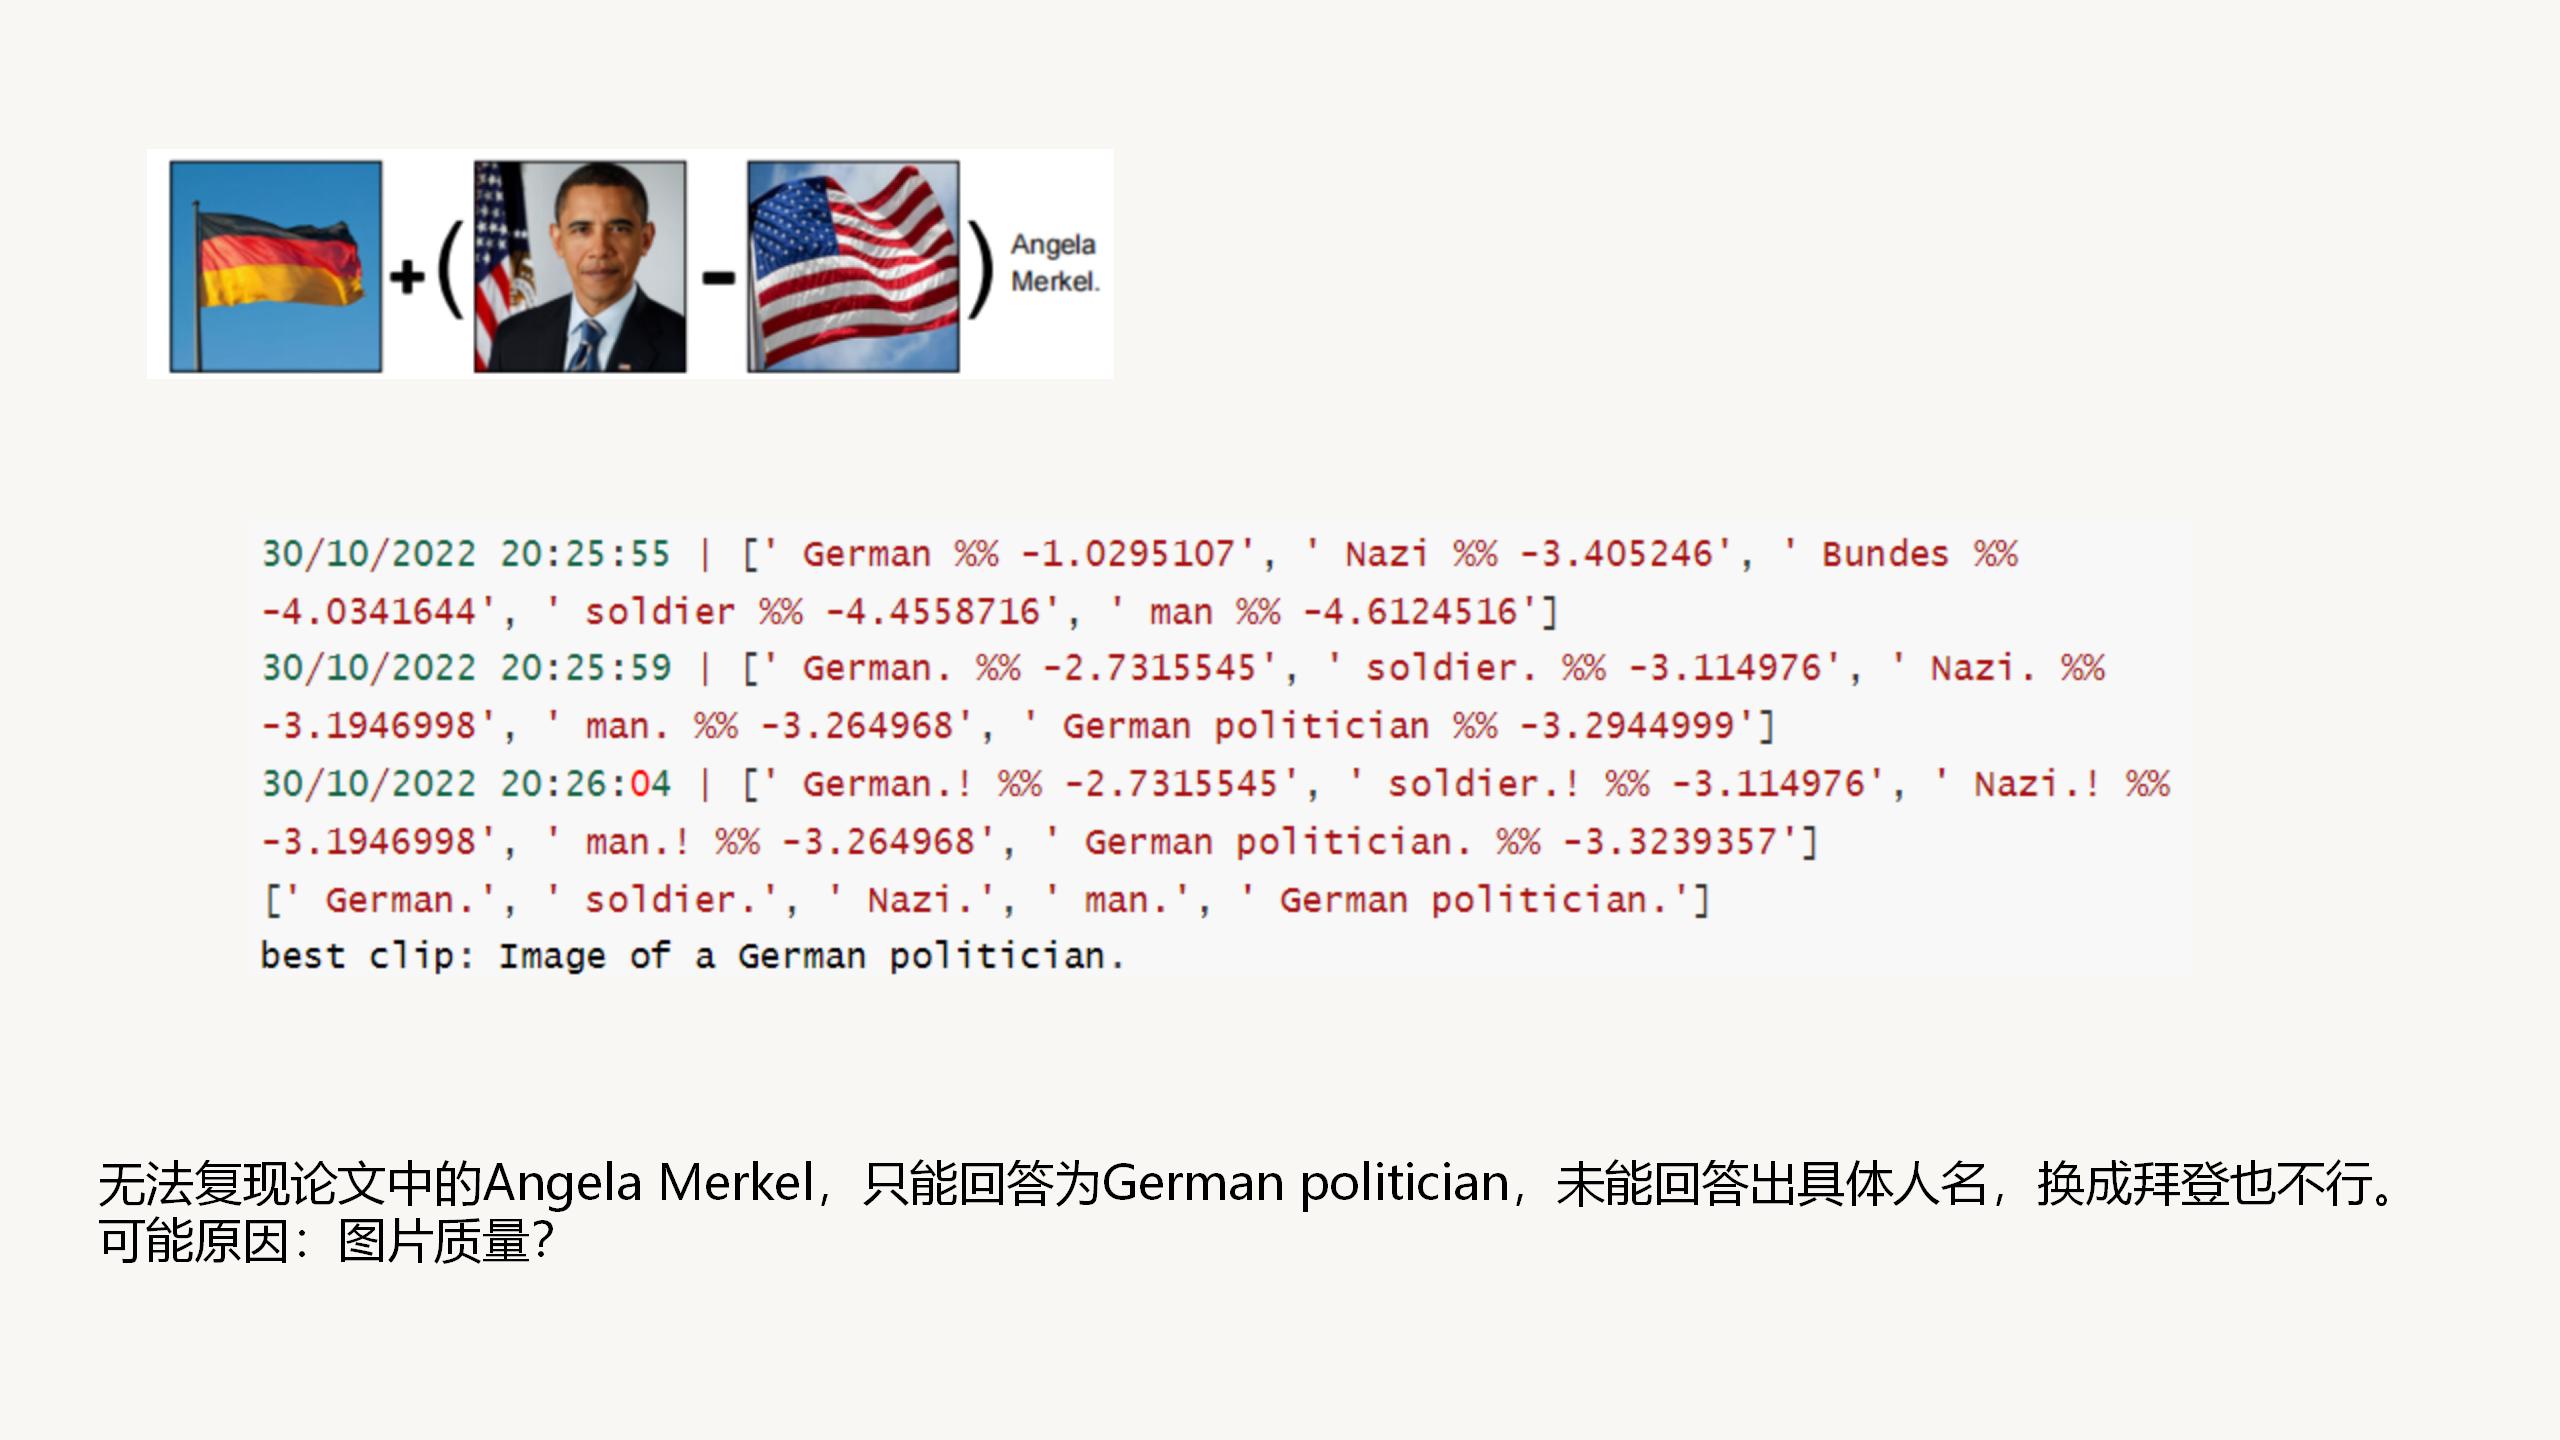 + ( - ) Angela
Merkel.
30/10/2022 20:25:55 | [' German %% -1.0295107', ' Nazi %% -3.405246', ' Bundes %%
-4.0341644', ' soldier %% -4.4558716', ' man %% -4.6124516']
30/10/2022 20:25:59 | [' German. %% -2.7315545', ' soldier. %% -3.114976', ' Nazi. %%
-3.1946998', ' man. %% -3.264968', ' German politician %% -3.2944999']
30/10/2022 20:26:04 | [' German.! %% -2.7315545', ' soldier.! %% -3.114976', ' Nazi.! %%
-3.1946998', ' man.! %% -3.264968', ' German politician. %% -3.3239357']
[' German.', ' soldier.', ' Nazi.', ' man.', ' German politician.']
best clip: Image of a German politician.
无法复现论文中的Angela Merkel，只能回答为German politician，未能回答出具体人名，换成拜登也不行。
可能原因：图片质量？